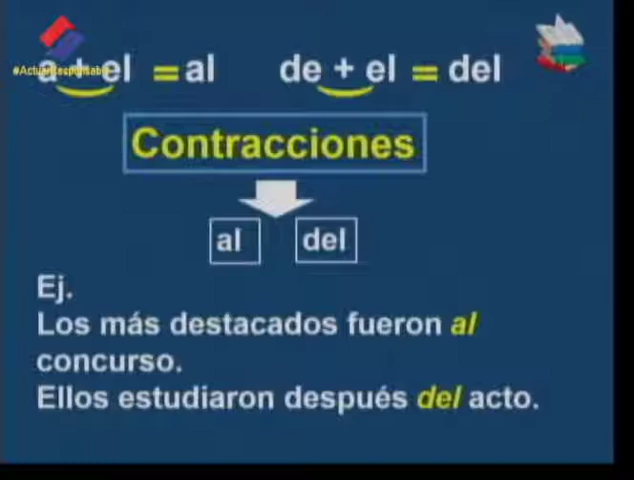 a + el = al de + el = del
#ActúaResponsable
Contracciones
al del
Ej.
Los más destacados fueron al
concurso.
Ellos estudiaron después del acto.